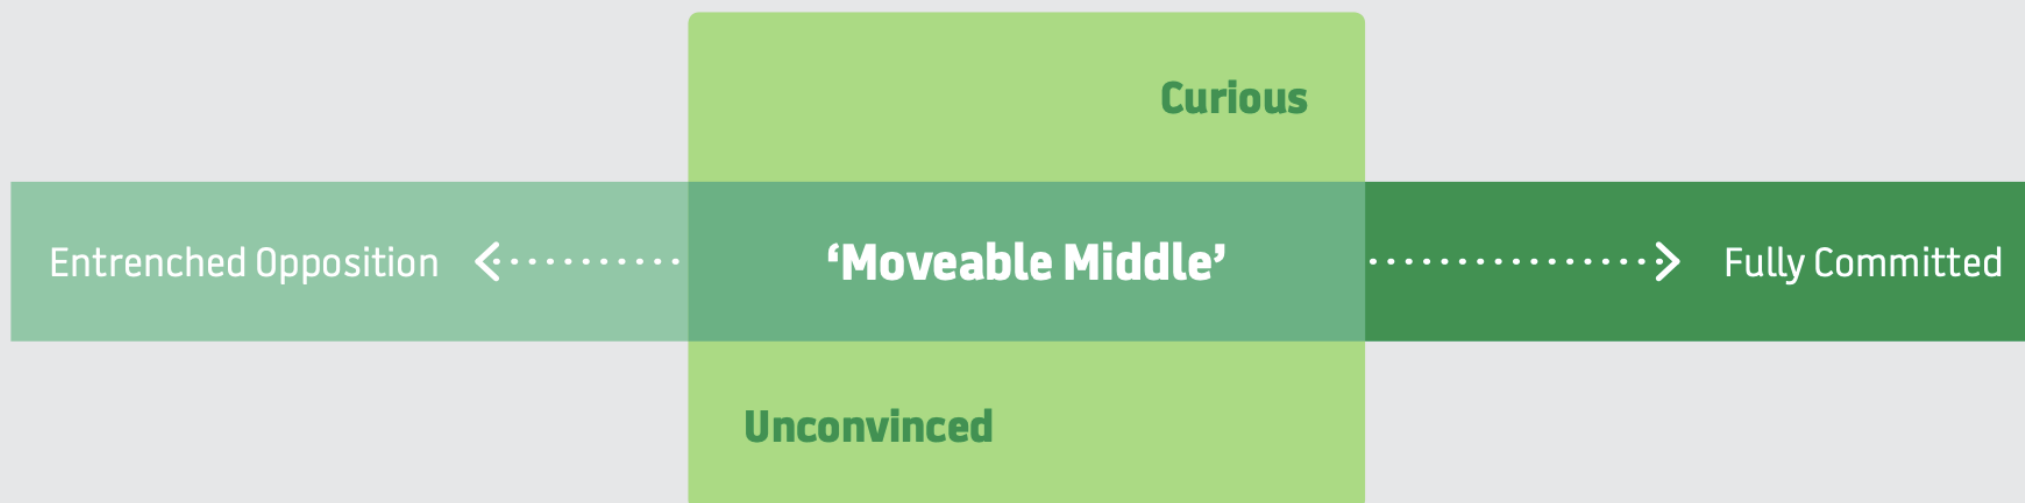 Curious
Entrenched Opposition
‘Moveable Middle’
Fully Committed
Unconvinced